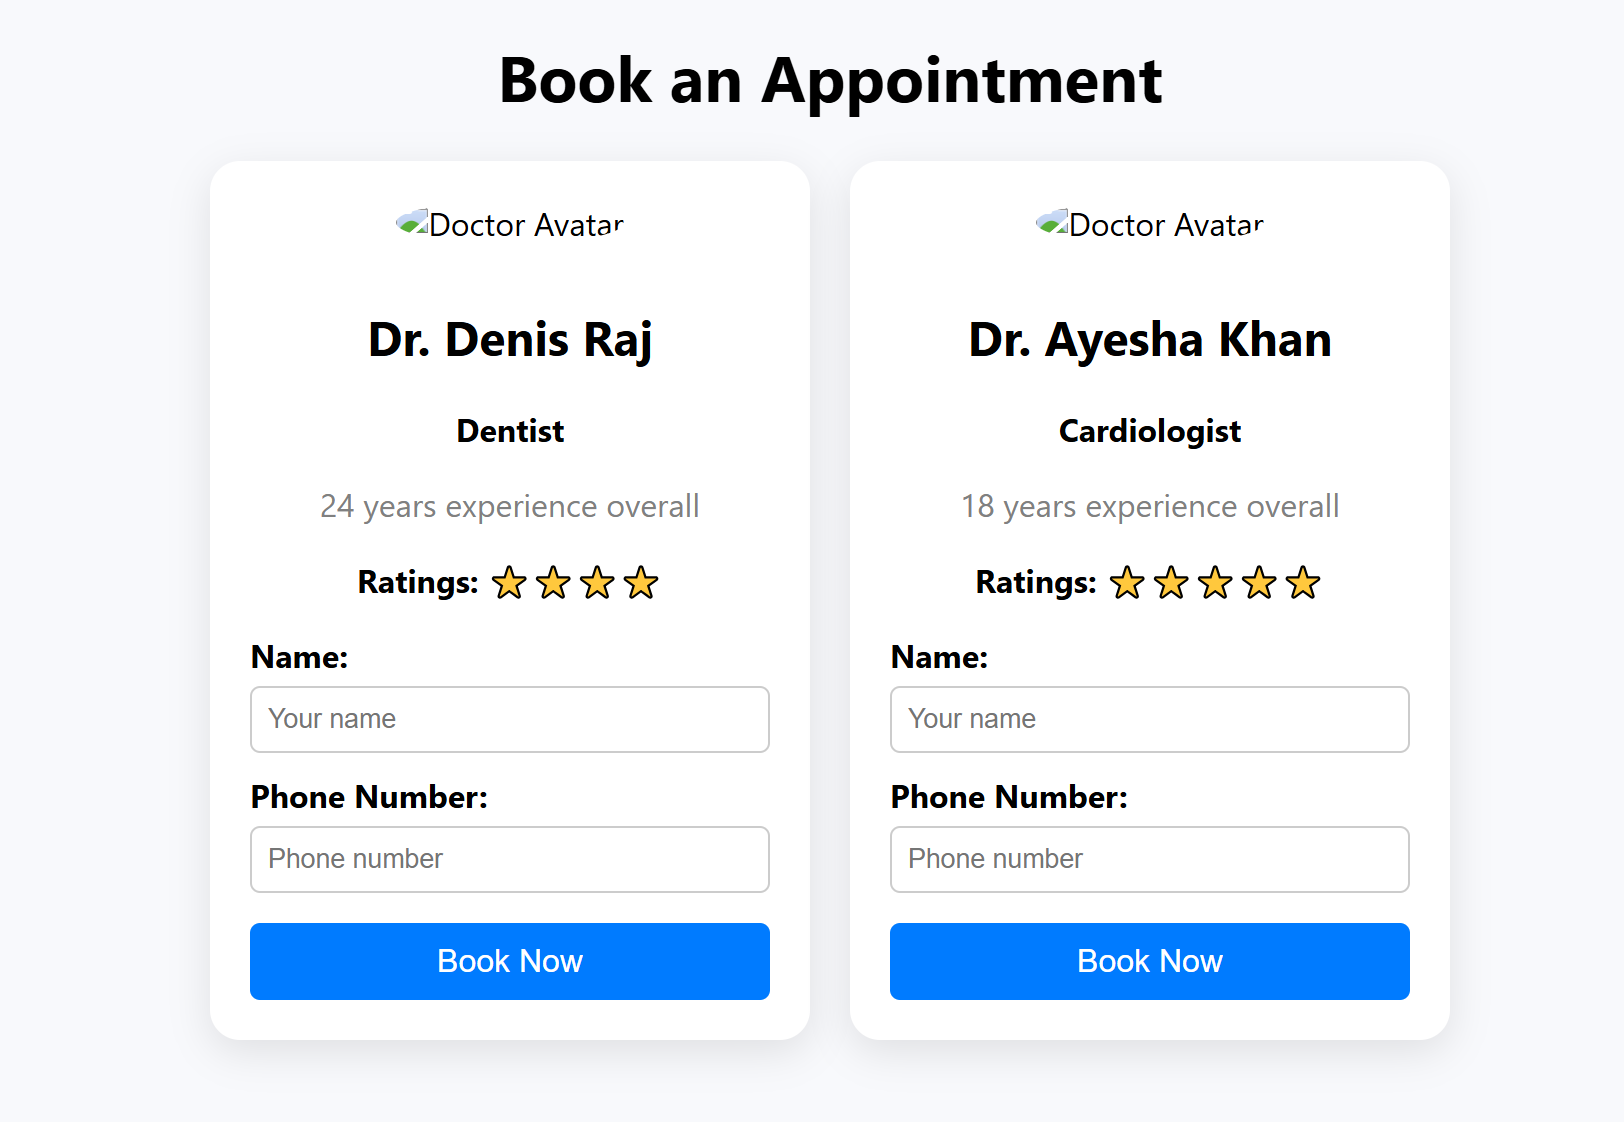 Book an Appointment
Doctor Avatar
Dr. Denis Raj
Dentist
24 years experience overall
Ratings: ⭐⭐⭐⭐
Name:
Your name
Phone Number:
Phone number
Book Now
Doctor Avatar
Dr. Ayesha Khan
Cardiologist
18 years experience overall
Ratings: ⭐⭐⭐⭐⭐
Name:
Your name
Phone Number:
Phone number
Book Now